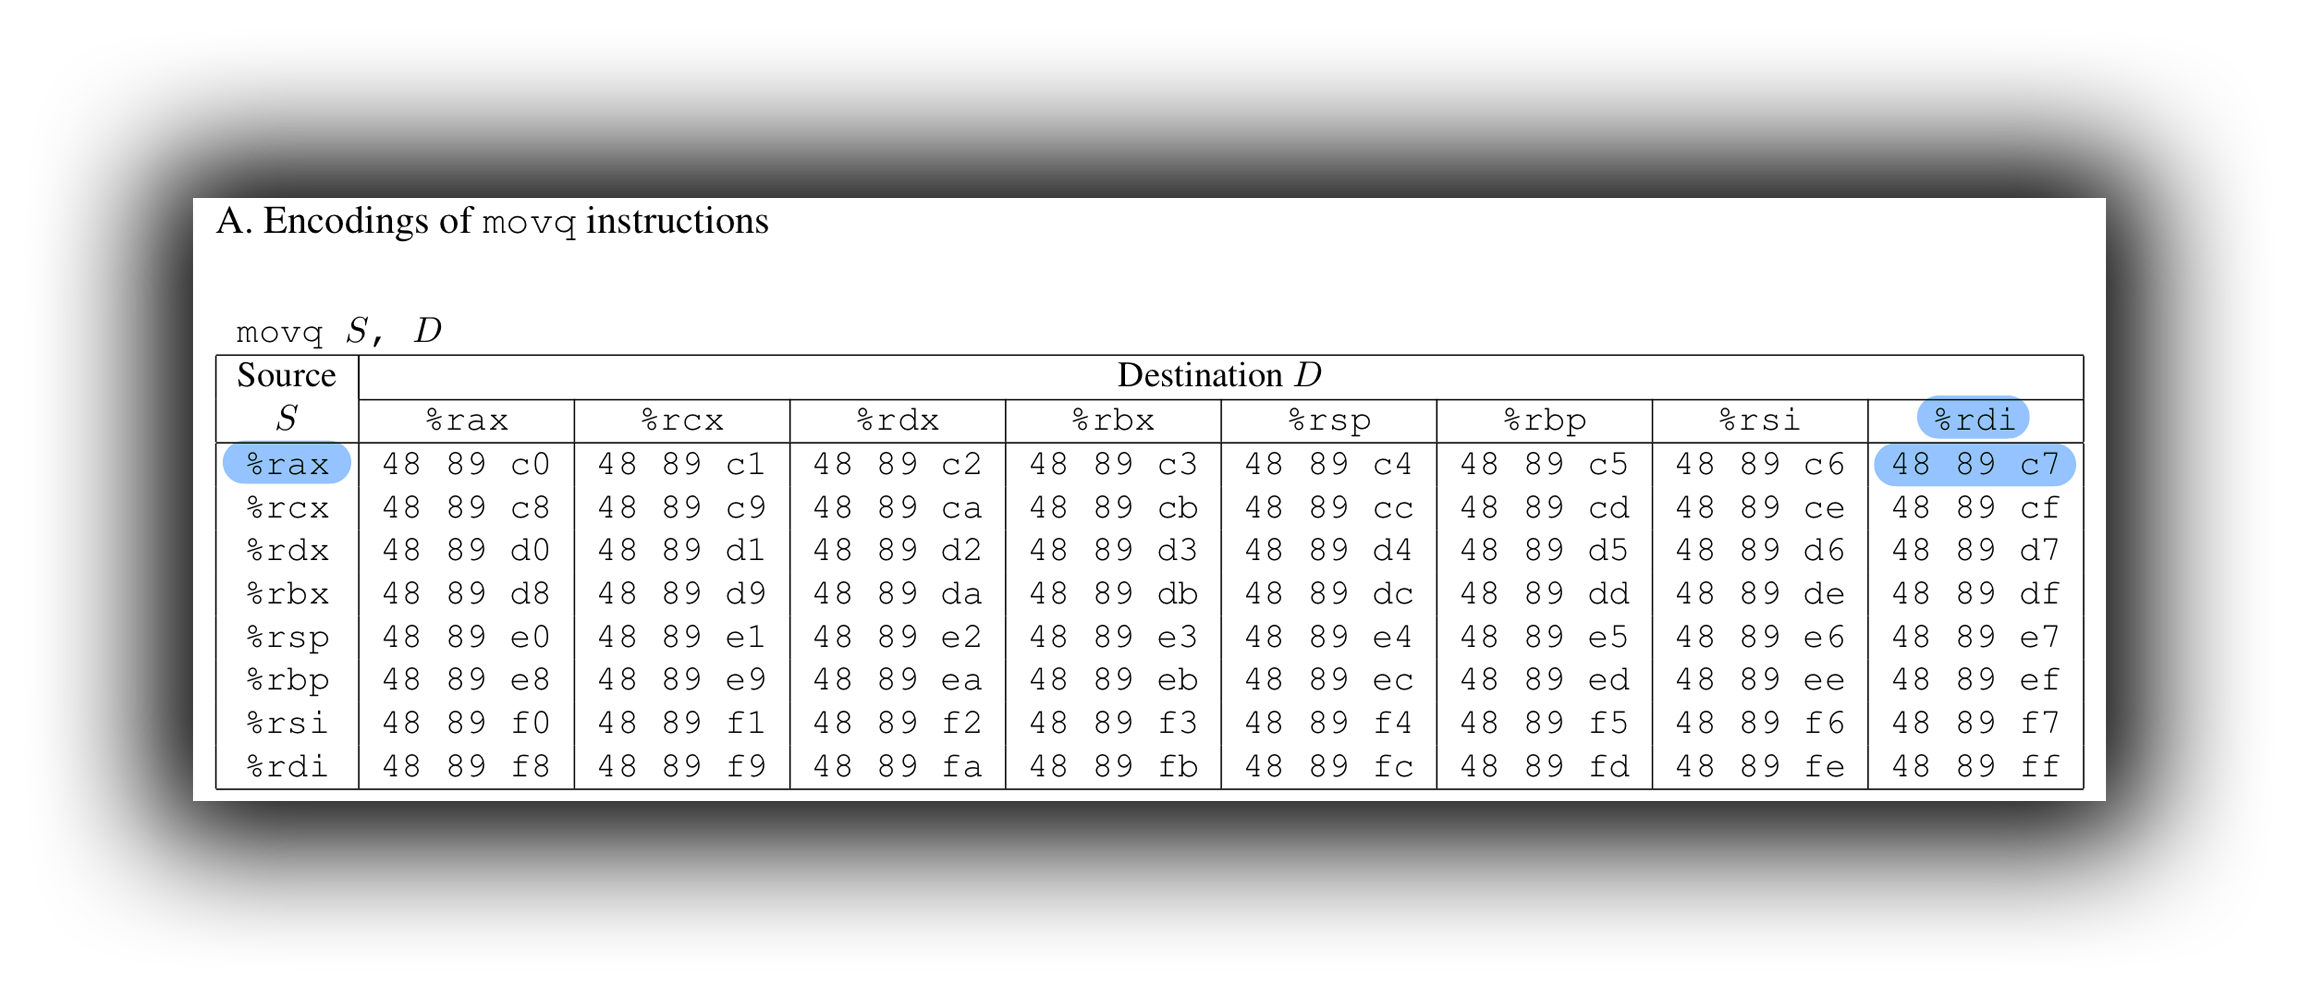 A. Encodings of movq instructions
movq S, D
Source Destination D
S %rax %rcx %rdx %rbx %rsp %rbp %rsi %rdi
%rax 48 89 c0 48 89 c1 48 89 c2 48 89 c3 48 89 c4 48 89 c5 48 89 c6 48 89 c7
%rcx 48 89 c8 48 89 c9 48 89 ca 48 89 cb 48 89 cc 48 89 cd 48 89 ce 48 89 cf
%rdx 48 89 d0 48 89 d1 48 89 d2 48 89 d3 48 89 d4 48 89 d5 48 89 d6 48 89 d7
%rbx 48 89 d8 48 89 d9 48 89 da 48 89 db 48 89 dc 48 89 dd 48 89 de 48 89 df
%rsp 48 89 e0 48 89 e1 48 89 e2 48 89 e3 48 89 e4 48 89 e5 48 89 e6 48 89 e7
%rbp 48 89 e8 48 89 e9 48 89 ea 48 89 eb 48 89 ec 48 89 ed 48 89 ee 48 89 ef
%rsi 48 89 f0 48 89 f1 48 89 f2 48 89 f3 48 89 f4 48 89 f5 48 89 f6 48 89 f7
%rdi 48 89 f8 48 89 f9 48 89 fa 48 89 fb 48 89 fc 48 89 fd 48 89 fe 48 89 ff